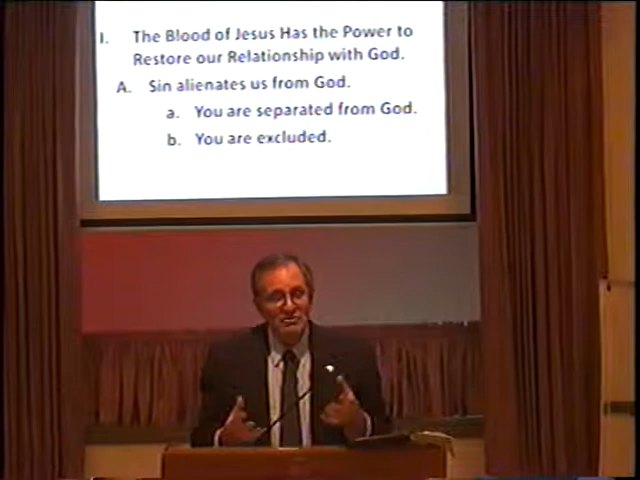 I. The Blood of Jesus Has the Power to
Restore our Relationship with God.
A. Sin alienates us from God.
a. You are separated from God.
b. You are excluded.